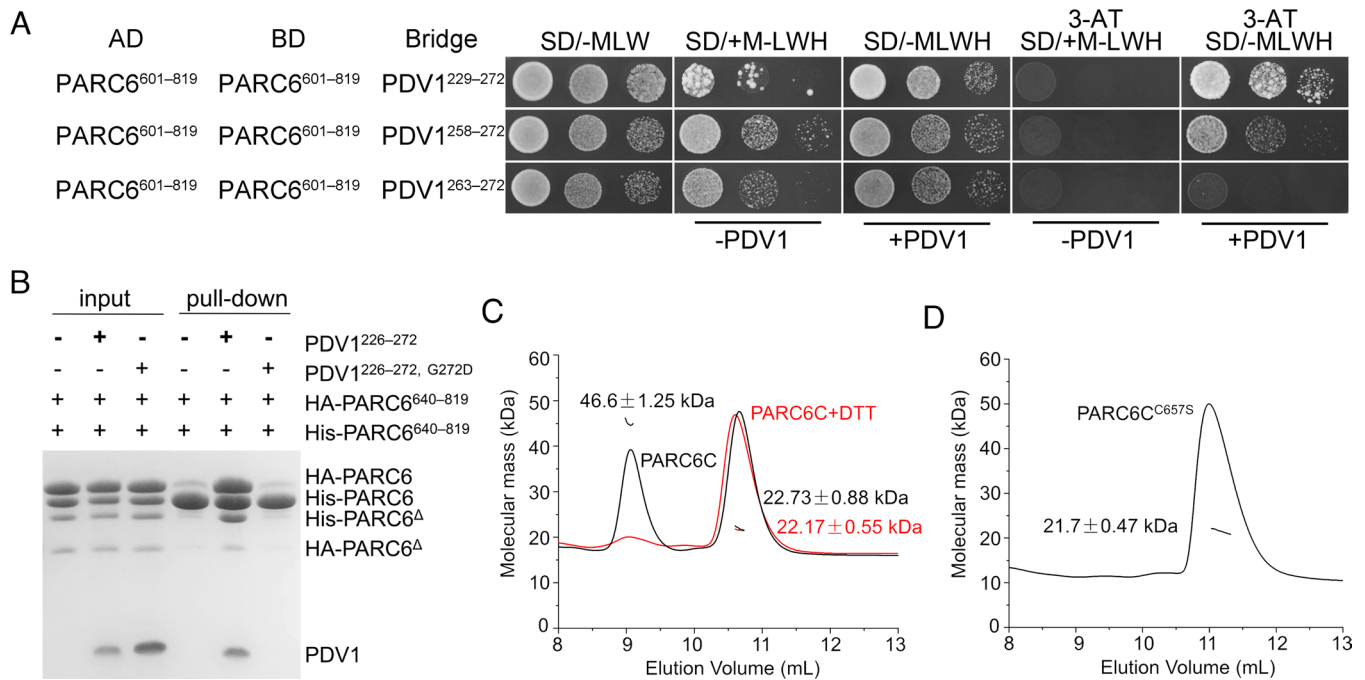 A
AD BD Bridge SD/-MLW SD/+M-LWH SD/-MLWH 3-AT SD/+M-LWH 3-AT SD/-MLWH
PARC6601–819 PARC6601–819 PDV1229–272
PARC6601–819 PARC6601–819 PDV1258–272
PARC6601–819 PARC6601–819 PDV1263–272
-PDV1 +PDV1 -PDV1 +PDV1
B
input pull-down
- + - - + - PDV1226–272
- - + - - + PDV1226–272, G272D
+ + + + + + HA-PARC6640–819
+ + + + + + His-PARC6640–819
HA-PARC6
His-PARC6
His-PARC6Δ
HA-PARC6Δ
PDV1
C
Molecular mass (kDa)
60
50
40
30
20
10
0
46.6±1.25 kDa
PARC6C+DTT
PARC6C
22.73±0.88 kDa
22.17±0.55 kDa
8 9 10 11 12 13
Elution Volume (mL)
D
Molecular mass (kDa)
60
50
40
30
20
10
0
PARC6CC657S
21.7±0.47 kDa
8 9 10 11 12 13
Elution Volume (mL)